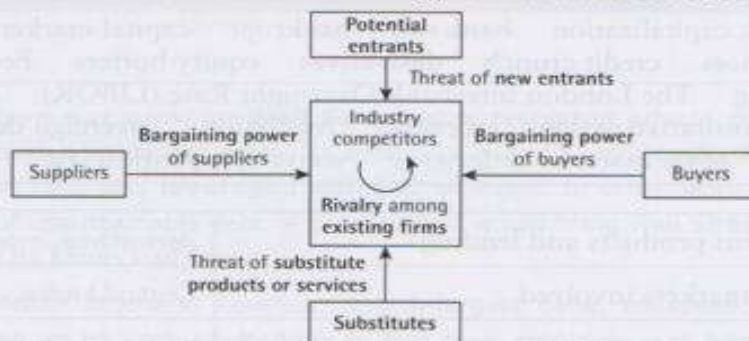 Potential
entrants
Threat of new entrants
Industry
competitors
Bargaining power
of suppliers
Bargaining power
of buyers
Suppliers
Buyers
Rivalry among
existing firms
Threat of substitute
products or services
Substitutes